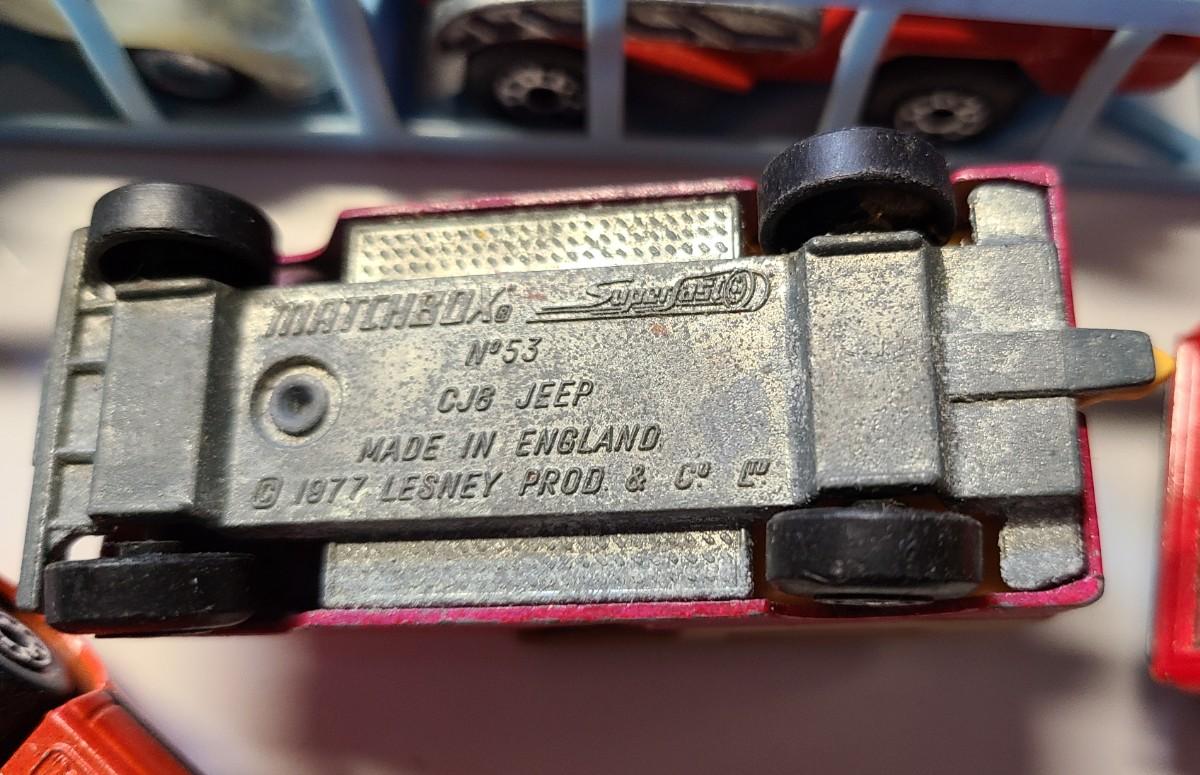 MATCHBOX® Superfast
Nº53
CJ6 JEEP
MADE IN ENGLAND
© 1977 LESNEY PROD & Cº Lᵀᴰ